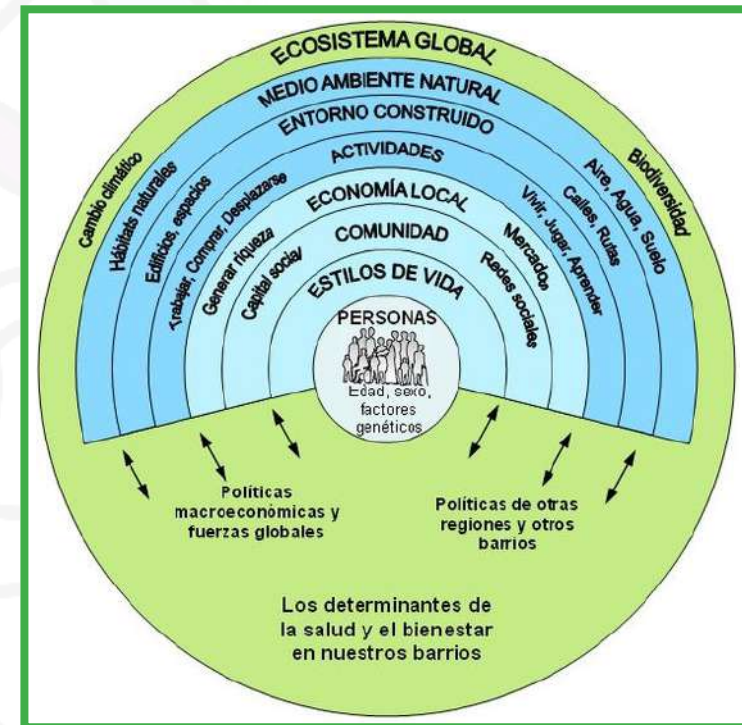 ECOSISTEMA GLOBAL
MEDIO AMBIENTE NATURAL
ENTORNO CONSTRUIDO
ACTIVIDADES
ECONOMÍA LOCAL
COMUNIDAD
ESTILOS DE VIDA
PERSONAS
Edad, sexo,
factores
genéticos
Cambio climático
Hábitats naturales
Edificios, espacios
Trabajar, Comprar, Desplazarse
Generar riqueza
Capital social
Mercados
Redes sociales
Vivir, Jugar, Aprender
Calles, Rutas
Aire, Agua, Suelo
Biodiversidad
Políticas
macroeconòmicas y
fuerzas globales
Políticas de otras
regiones y otros
barrios
Los determinantes de
la salud y el bienestar
en nuestros barrios